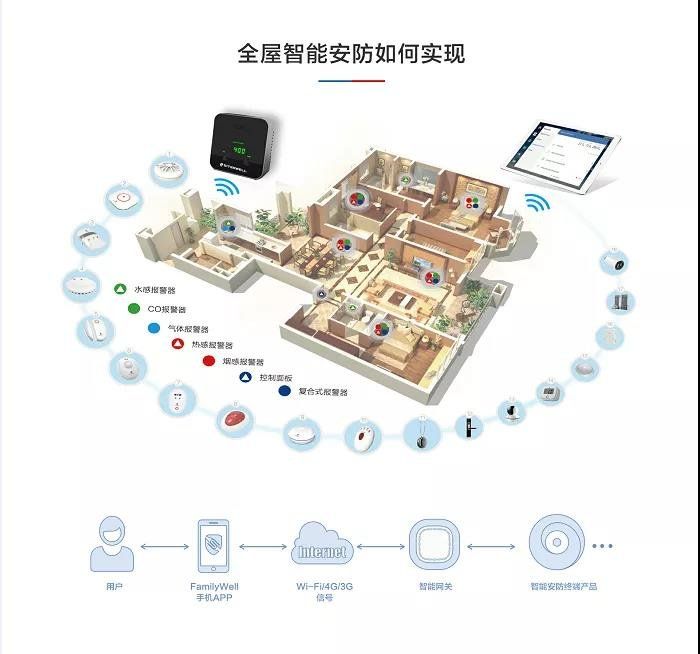 全屋智能安防如何实现
400
SITERWELL
水感报警器
CO报警器
气体报警器
热感报警器
烟感报警器
控制面板
复合式报警器
Internet
用户
FamilyWell
手机APP
Wi-Fi/4G/3G
信号
智能网关
智能安防终端产品